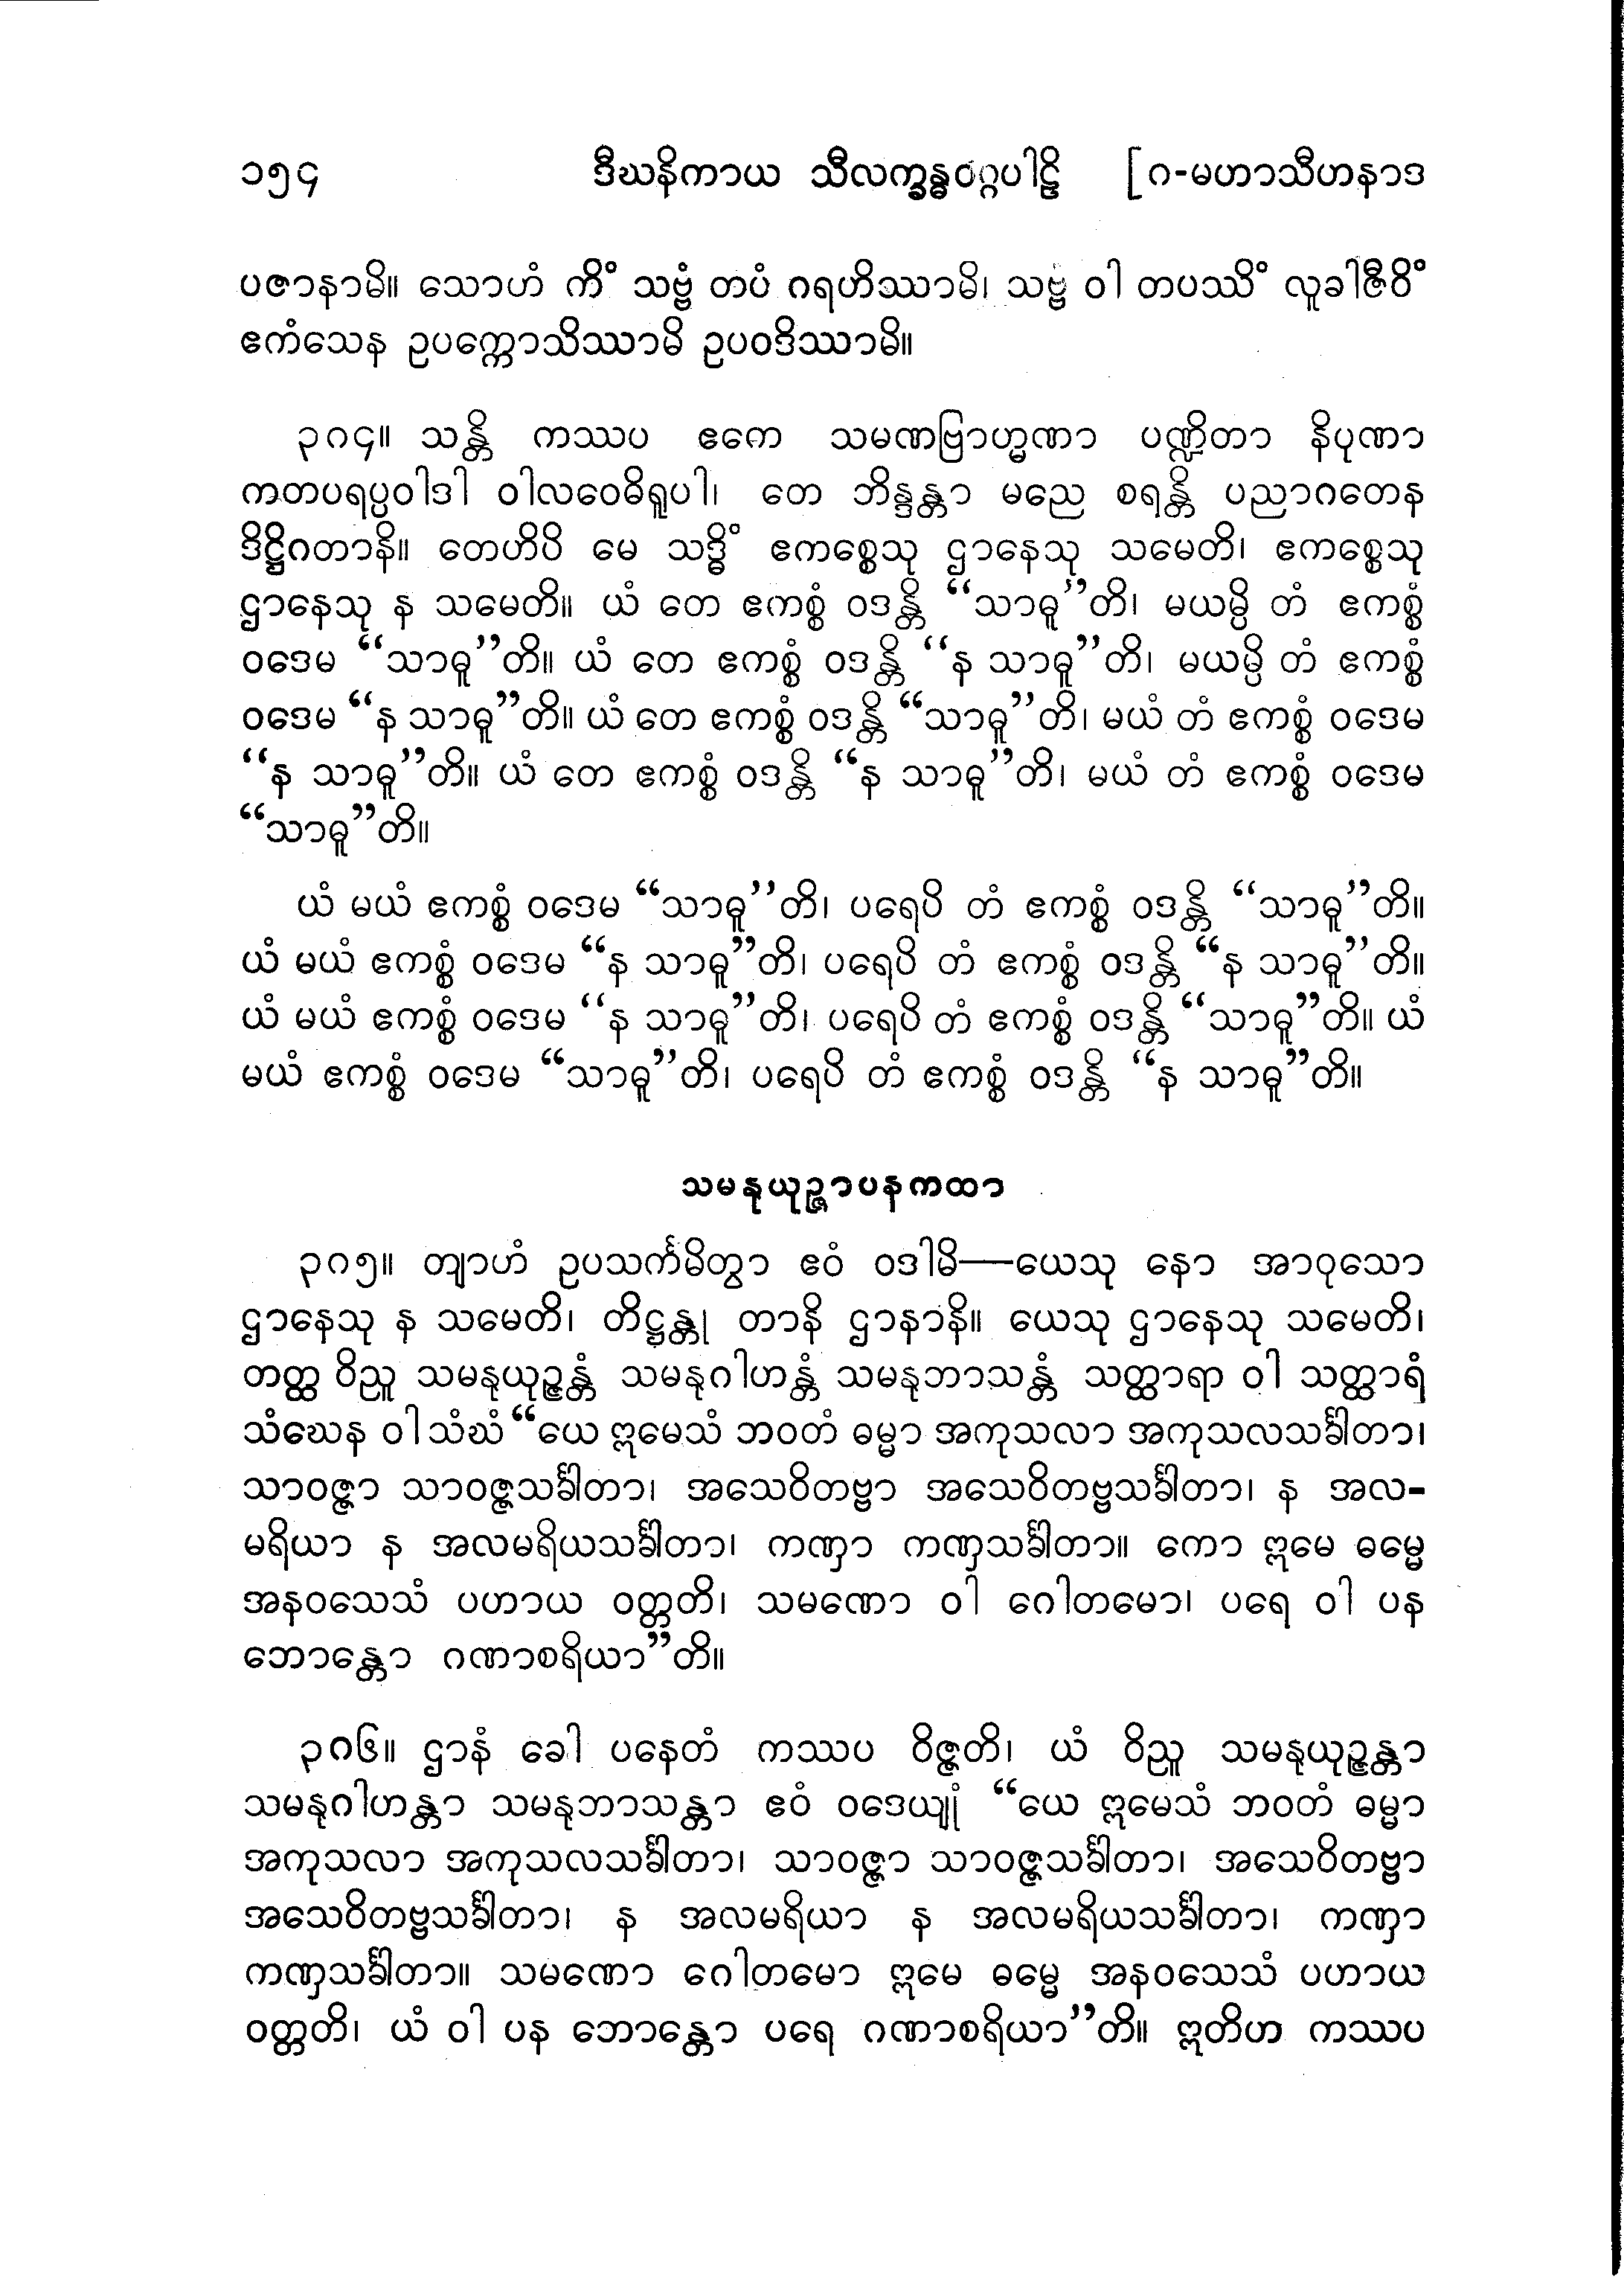 ၁၅၄ ဒီဃနိကာယ သီလက္ခန္ဓဝဂ္ဂပါဠိ [၈-မဟာသီဟနာဒ
ပဇာနာမိ။ သောဟံ ကိံ သဗ္ဗံ တပံ ဂရဟိဿာမိ၊ သဗ္ဗံ ဝါ တပဿိံ လူခါဇီဝိံ
ဧကံသေန ဥပက္ကောသိဿာမိ ဥပဝဒိဿာမိ။
၃၈၄။ သန္တိ ကဿပ ဧကေ သမဏဗြာဟ္မဏာ ပဏ္ဍိတာ နိပုဏာ
ကတပရပ္ပဝါဒါ ဝါလဝေဓိရူပါ၊ တေ ဘိန္ဒန္တာ မညေ စရန္တိ ပညာဂတေန
ဒိဋ္ဌိဂတာနိ။ တေဟိပိ မေ သဒ္ဓိံ ဧကစ္စေသု ဌာနေသု သမေတိ၊ ဧကစ္စေသု
ဌာနေသု န သမေတိ။ ယံ တေ ဧကစ္စံ ဝဒန္တိ “သာဓူ”တိ၊ မယမ္ပိ တံ ဧကစ္စံ
ဝဒေမ “သာဓူ”တိ။ ယံ တေ ဧကစ္စံ ဝဒန္တိ “န သာဓူ”တိ၊ မယမ္ပိ တံ ဧကစ္စံ
ဝဒေမ “န သာဓူ”တိ။ ယံ တေ ဧကစ္စံ ဝဒန္တိ “သာဓူ”တိ၊ မယံ တံ ဧကစ္စံ ဝဒေမ
“န သာဓူ”တိ။ ယံ တေ ဧကစ္စံ ဝဒန္တိ “န သာဓူ”တိ၊ မယံ တံ ဧကစ္စံ ဝဒေမ
“သာဓူ”တိ။
ယံ မယံ ဧကစ္စံ ဝဒေမ “သာဓူ”တိ၊ ပရေပိ တံ ဧကစ္စံ ဝဒန္တိ “သာဓူ”တိ။
ယံ မယံ ဧကစ္စံ ဝဒေမ “န သာဓူ”တိ၊ ပရေပိ တံ ဧကစ္စံ ဝဒန္တိ “န သာဓူ”တိ။
ယံ မယံ ဧကစ္စံ ဝဒေမ “န သာဓူ”တိ၊ ပရေပိ တံ ဧကစ္စံ ဝဒန္တိ “သာဓူ”တိ။ ယံ
မယံ ဧကစ္စံ ဝဒေမ “သာဓူ”တိ၊ ပရေပိ တံ ဧကစ္စံ ဝဒန္တိ “န သာဓူ”တိ။
သမနုယုဉ္ဇာပနကထာ
၃၈၅။ တျာဟံ ဥပသင်္ကမိတွာ ဧဝံ ဝဒါမိ—ယေသု နော အာဝုသော
ဌာနေသု န သမေတိ၊ တိဋ္ဌန္တု တာနိ ဌာနာနိ။ ယေသု ဌာနေသု သမေတိ၊
တတ္ထ ဝိညူ သမနုယုဉ္ဇန္တံ သမနုဂါဟန္တံ သမနုဘာသန္တံ သတ္ထာရာ ဝါ သတ္ထာရံ
သံဃေန ဝါ သံဃံ “ယေ ဣမေသံ ဘဝတံ ဓမ္မာ အကုသလာ အကုသလသင်္ခါတာ၊
သာဝဇ္ဇာ သာဝဇ္ဇသင်္ခါတာ၊ အသေဝိတဗ္ဗာ အသေဝိတဗ္ဗသင်္ခါတာ၊ န အလ-
မရိယာ န အလမရိယသင်္ခါတာ၊ ကဏှာ ကဏှသင်္ခါတာ။ ကော ဣမေ ဓမ္မေ
အနဝသေသံ ပဟာယ ဝတ္တတိ၊ သမဏော ဝါ ဂေါတမော၊ ပရေ ဝါ ပန
ဘောန္တော ဂဏာစရိယာ”တိ။
၃၈၆။ ဌာနံ ခေါ ပနေတံ ကဿပ ဝိဇ္ဇတိ၊ ယံ ဝိညူ သမနုယုဉ္ဇန္တာ
သမနုဂါဟန္တာ သမနုဘာသန္တာ ဧဝံ ဝဒေယျုံ “ယေ ဣမေသံ ဘဝတံ ဓမ္မာ
အကုသလာ အကုသလသင်္ခါတာ၊ သာဝဇ္ဇာ သာဝဇ္ဇသင်္ခါတာ၊ အသေဝိတဗ္ဗာ
အသေဝိတဗ္ဗသင်္ခါတာ၊ န အလမရိယာ န အလမရိယသင်္ခါတာ၊ ကဏှာ
ကဏှသင်္ခါတာ။ သမဏော ဂေါတမော ဣမေ ဓမ္မေ အနဝသေသံ ပဟာယ
ဝတ္တတိ၊ ယံ ဝါ ပန ဘောန္တော ပရေ ဂဏာစရိယာ”တိ။ ဣတိဟ ကဿပ